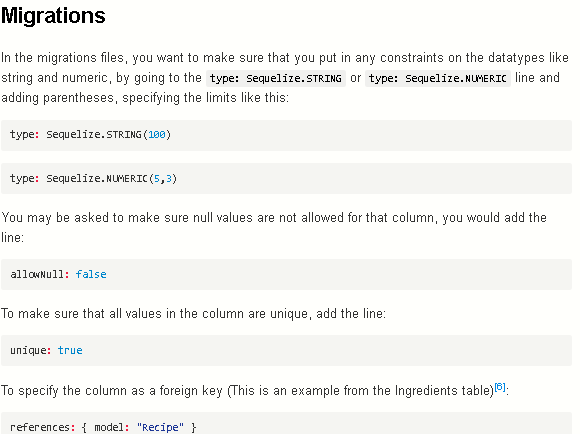 Migrations
In the migrations files, you want to make sure that you put in any constraints on the datatypes like
string and numeric, by going to the type: Sequelize.STRING or type: Sequelize.NUMERIC line and
adding parentheses, specifying the limits like this:
type: Sequelize.STRING(100)
type: Sequelize.NUMERIC(5,3)
You may be asked to make sure null values are not allowed for that column, you would add the
line:
allowNull: false
To make sure that all values in the column are unique, add the line:
unique: true
To specify the column as a foreign key (This is an example from the Ingredients table)[6]:
references: { model: "Recipe" }